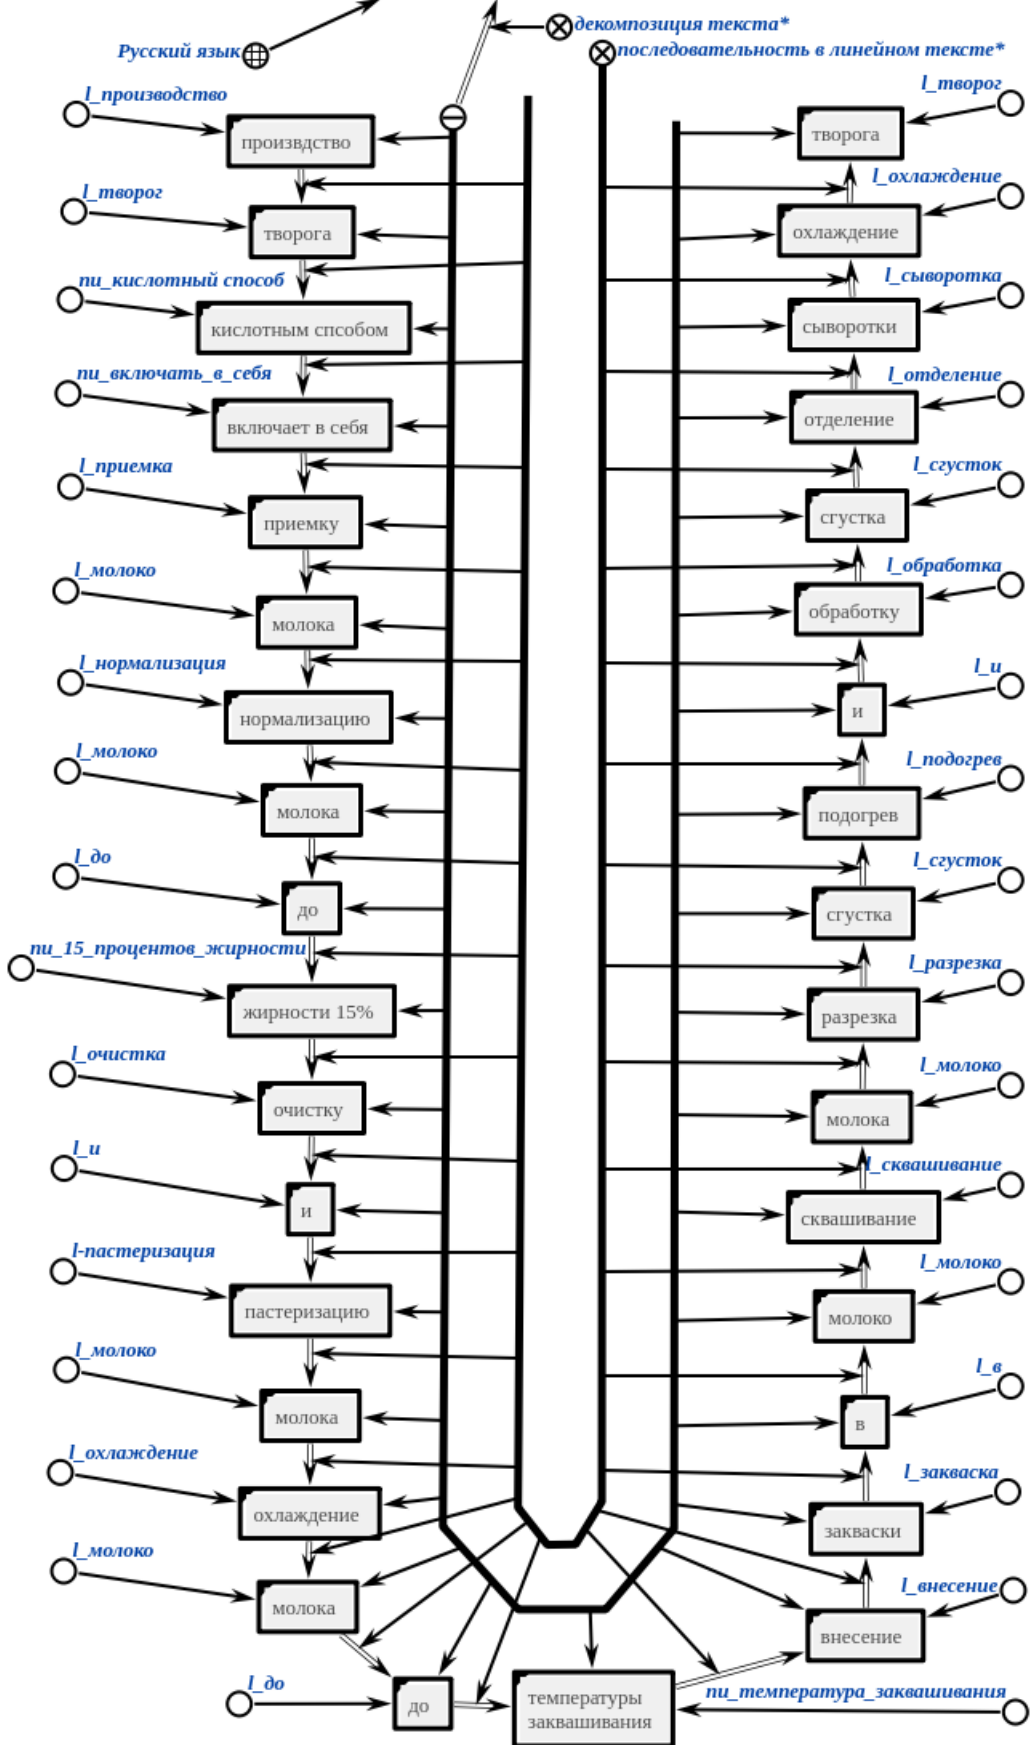 декомпозиция текста*
Русский язык
последовательность в линейном тексте*
l_производство
произвдство
l_творог
творога
пи_кислотный способ
кислотным спсобом
пи_включать_в_себя
включает в себя
l_приемка
приемку
l_молоко
молока
l_нормализация
нормализацию
l_молоко
молока
l_до
до
пи_15_процентов_жирности
жирности 15%
l_очистка
очистку
l_и
и
l-пастеризация
пастеризацию
l_молоко
молока
l_охлаждение
охлаждение
l_молоко
молока
l_до
до
температуры
заквашивания
пи_температура_заквашивания
l_внесение
внесение
l_закваска
закваски
l_в
в
l_молоко
молоко
l_сквашивание
сквашивание
l_молоко
молока
l_разрезка
разрезка
l_сгусток
сгустка
l_подогрев
подогрев
l_и
и
l_обработка
обработку
l_сгусток
сгустка
l_отделение
отделение
l_сыворотка
сыворотки
l_охлаждение
охлаждение
l_творог
творога